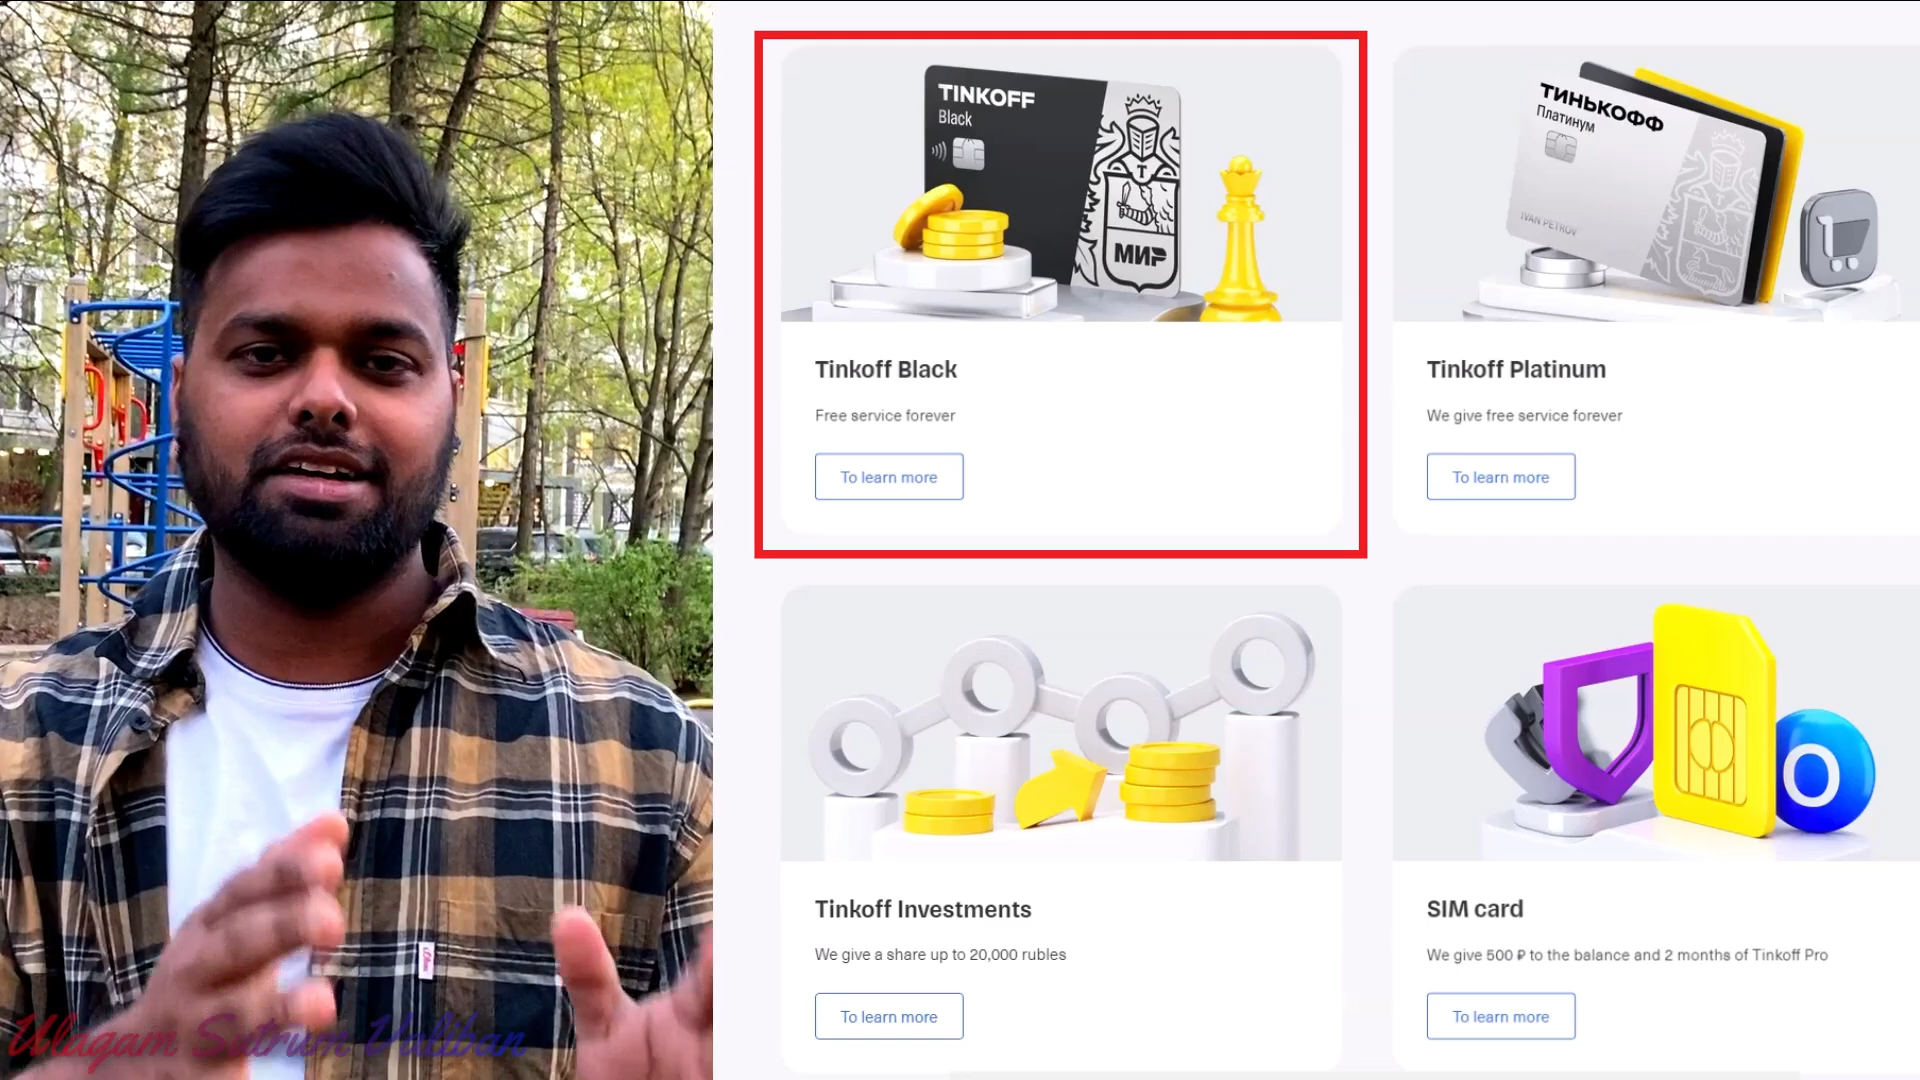 TINKOFF
Black
МИР
Tinkoff Black
Free service forever
To learn more
ТИНЬКОФФ
Платинум
IVAN PETROV
Tinkoff Platinum
We give free service forever
To learn more
Tinkoff Investments
We give a share up to 20,000 rubles
To learn more
SIM card
We give 500 ₽ to the balance and 2 months of Tinkoff Pro
To learn more
Ulagam Sutrum Valiban